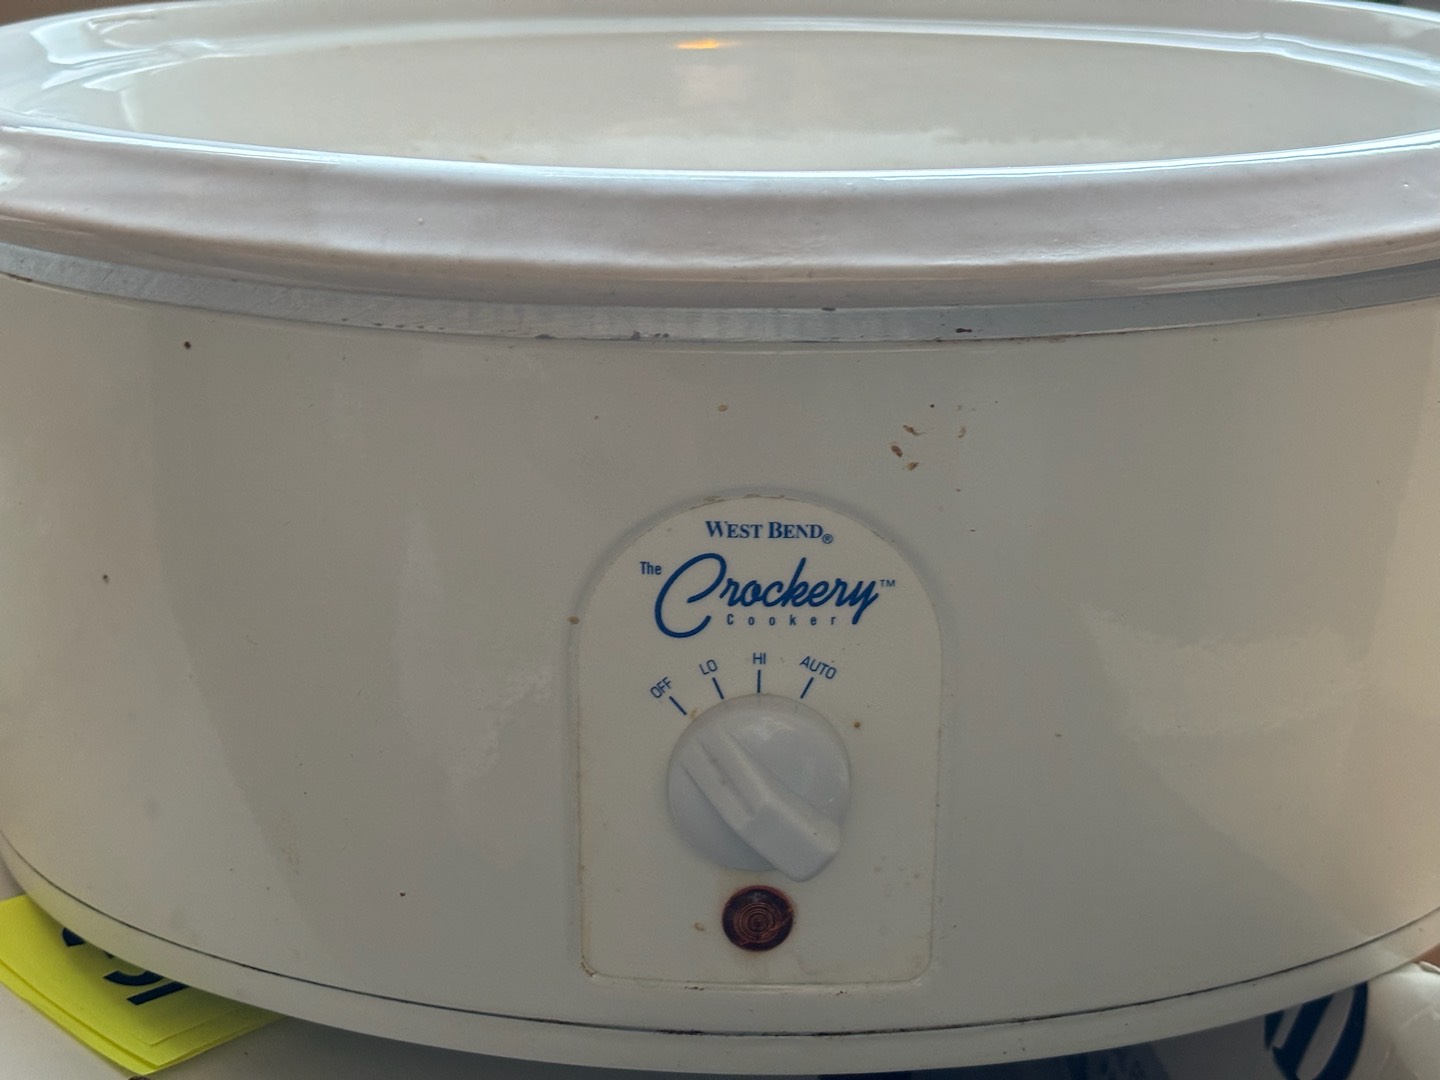 WEST BEND®
The Crockery™
Cooker
OFF LO HI AUTO